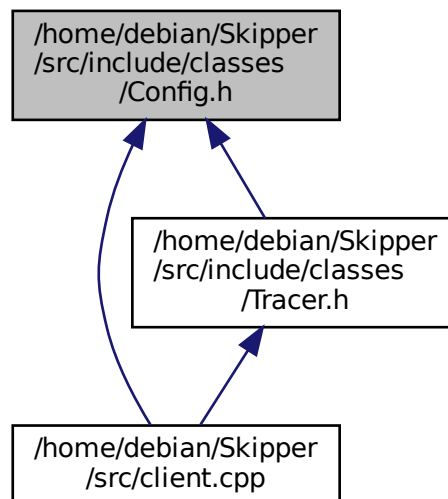 /home/debian/Skipper
/src/include/classes
/Config.h
/home/debian/Skipper
/src/include/classes
/Tracer.h
/home/debian/Skipper
/src/client.cpp